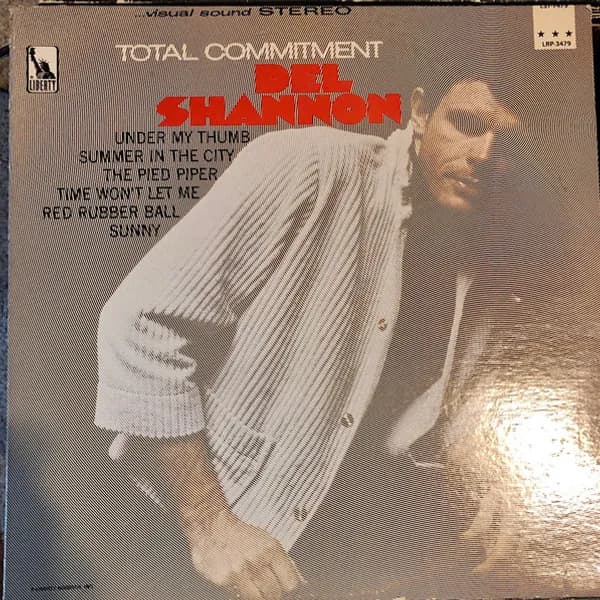 ...visual sound STEREO
LRP-3479
LIBERTY
TOTAL COMMITMENT
DEL
SHANNON
UNDER MY THUMB
SUMMER IN THE CITY
THE PIED PIPER
TIME WON'T LET ME
RED RUBBER BALL
SUNNY